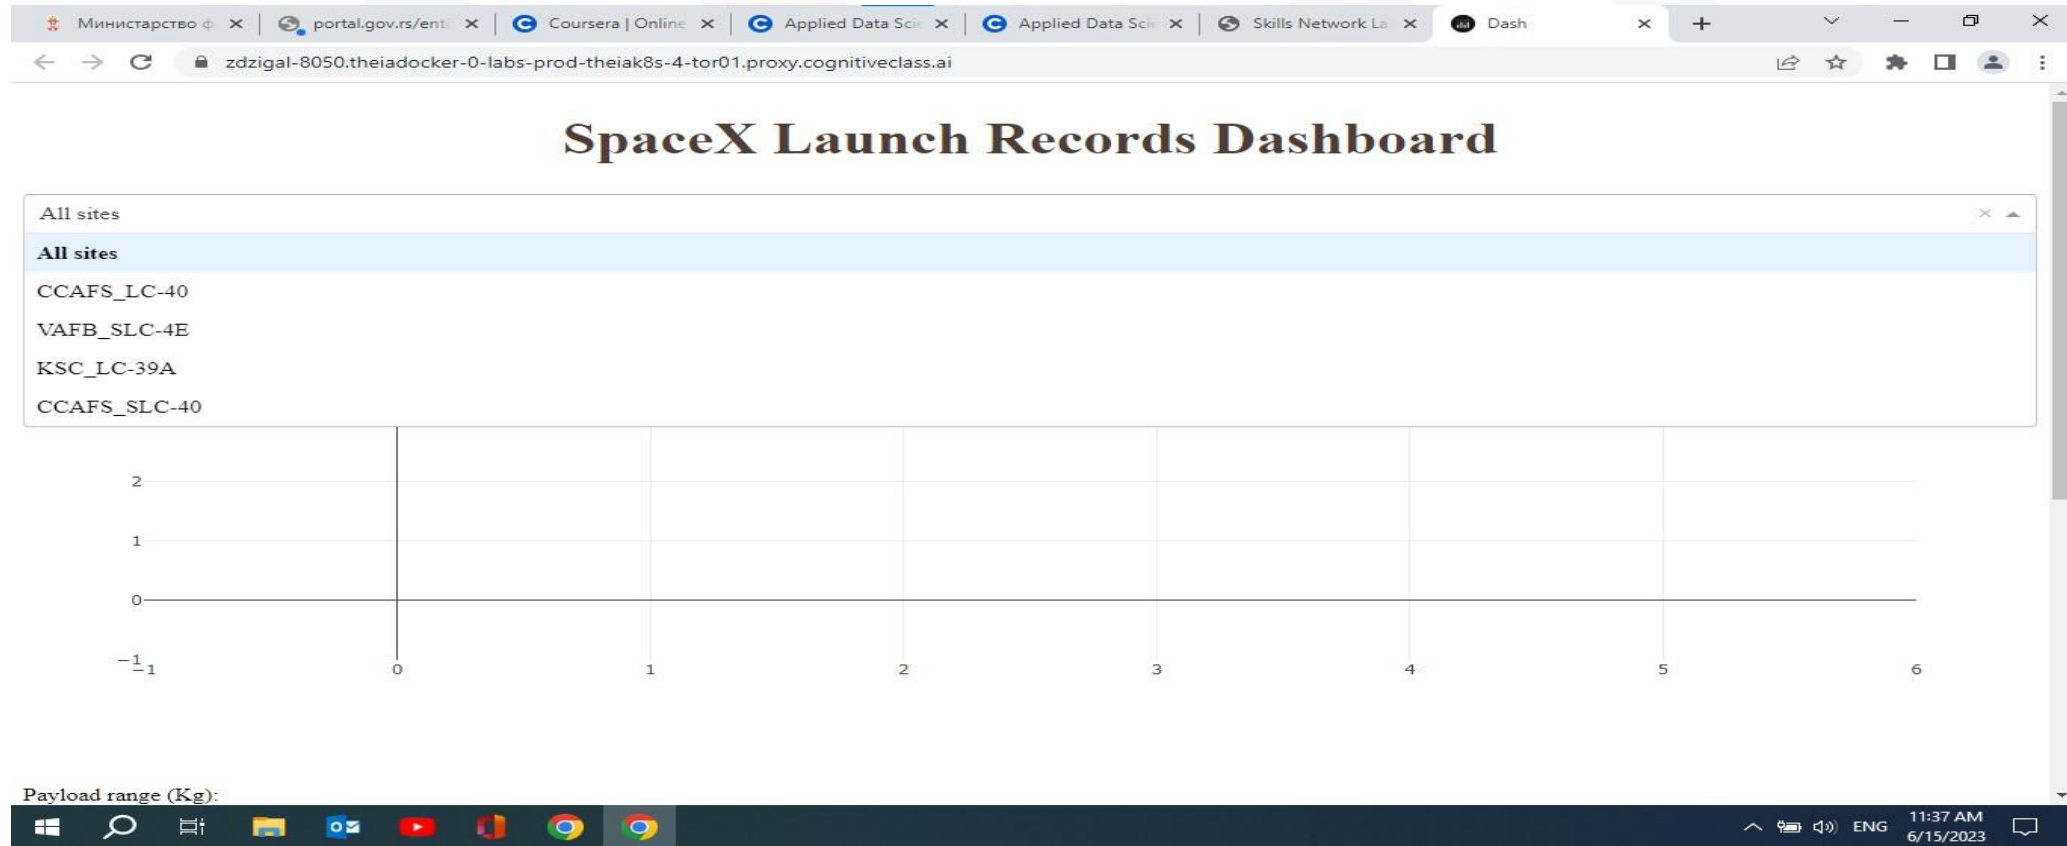 Министарство ф
portal.gov.rs/enti
Coursera | Online
Applied Data Scie
Applied Data Scie
Skills Network La
Dash
zdzigal-8050.theiadocker-0-labs-prod-theiak8s-4-tor01.proxy.cognitiveclass.ai
SpaceX Launch Records Dashboard
All sites
All sites
CCAFS_LC-40
VAFB_SLC-4E
KSC_LC-39A
CCAFS_SLC-40
2
1
0
−1
−1 0 1 2 3 4 5 6
Payload range (Kg):
ENG
11:37 AM
6/15/2023